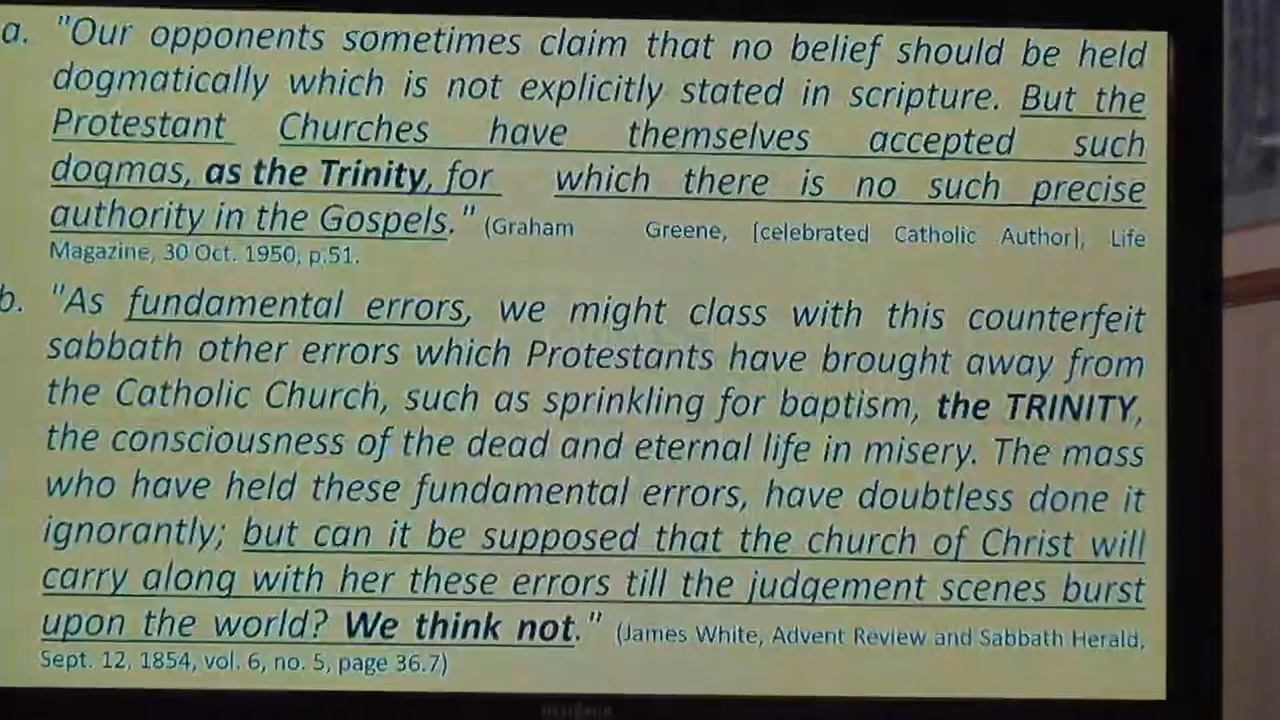 a. "Our opponents sometimes claim that no belief should be held
dogmatically which is not explicitly stated in scripture. But the
Protestant Churches have themselves accepted such
dogmas, as the Trinity, for which there is no such precise
authority in the Gospels." (Graham Greene, [celebrated Catholic Author], Life
Magazine, 30 Oct. 1950, p.51.
b. "As fundamental errors, we might class with this counterfeit
sabbath other errors which Protestants have brought away from
the Catholic Church, such as sprinkling for baptism, the TRINITY,
the consciousness of the dead and eternal life in misery. The mass
who have held these fundamental errors, have doubtless done it
ignorantly; but can it be supposed that the church of Christ will
carry along with her these errors till the judgement scenes burst
upon the world? We think not." (James White, Advent Review and Sabbath Herald,
Sept. 12, 1854, vol. 6, no. 5, page 36.7)